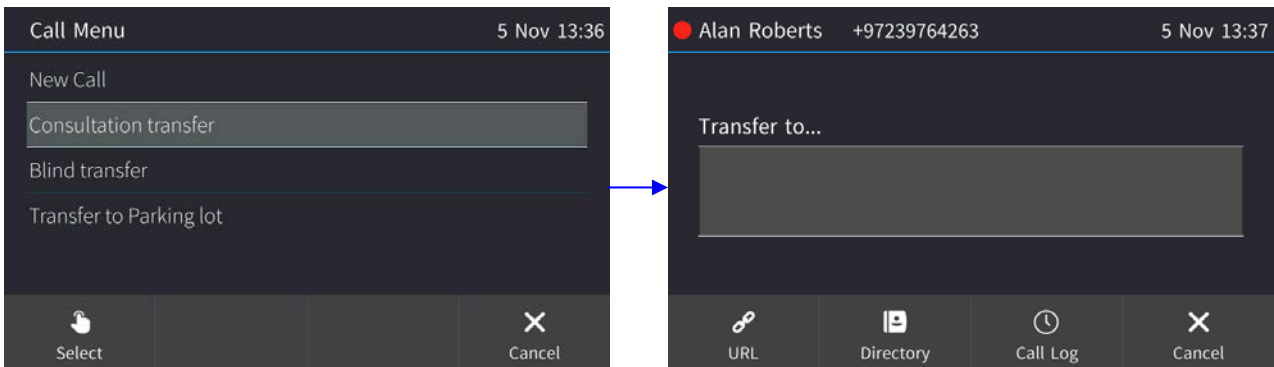 Call Menu 5 Nov 13:36
New Call
Consultation transfer
Blind transfer
Transfer to Parking lot
Select Cancel
Alan Roberts +97239764263 5 Nov 13:37
Transfer to...
URL Directory Call Log Cancel